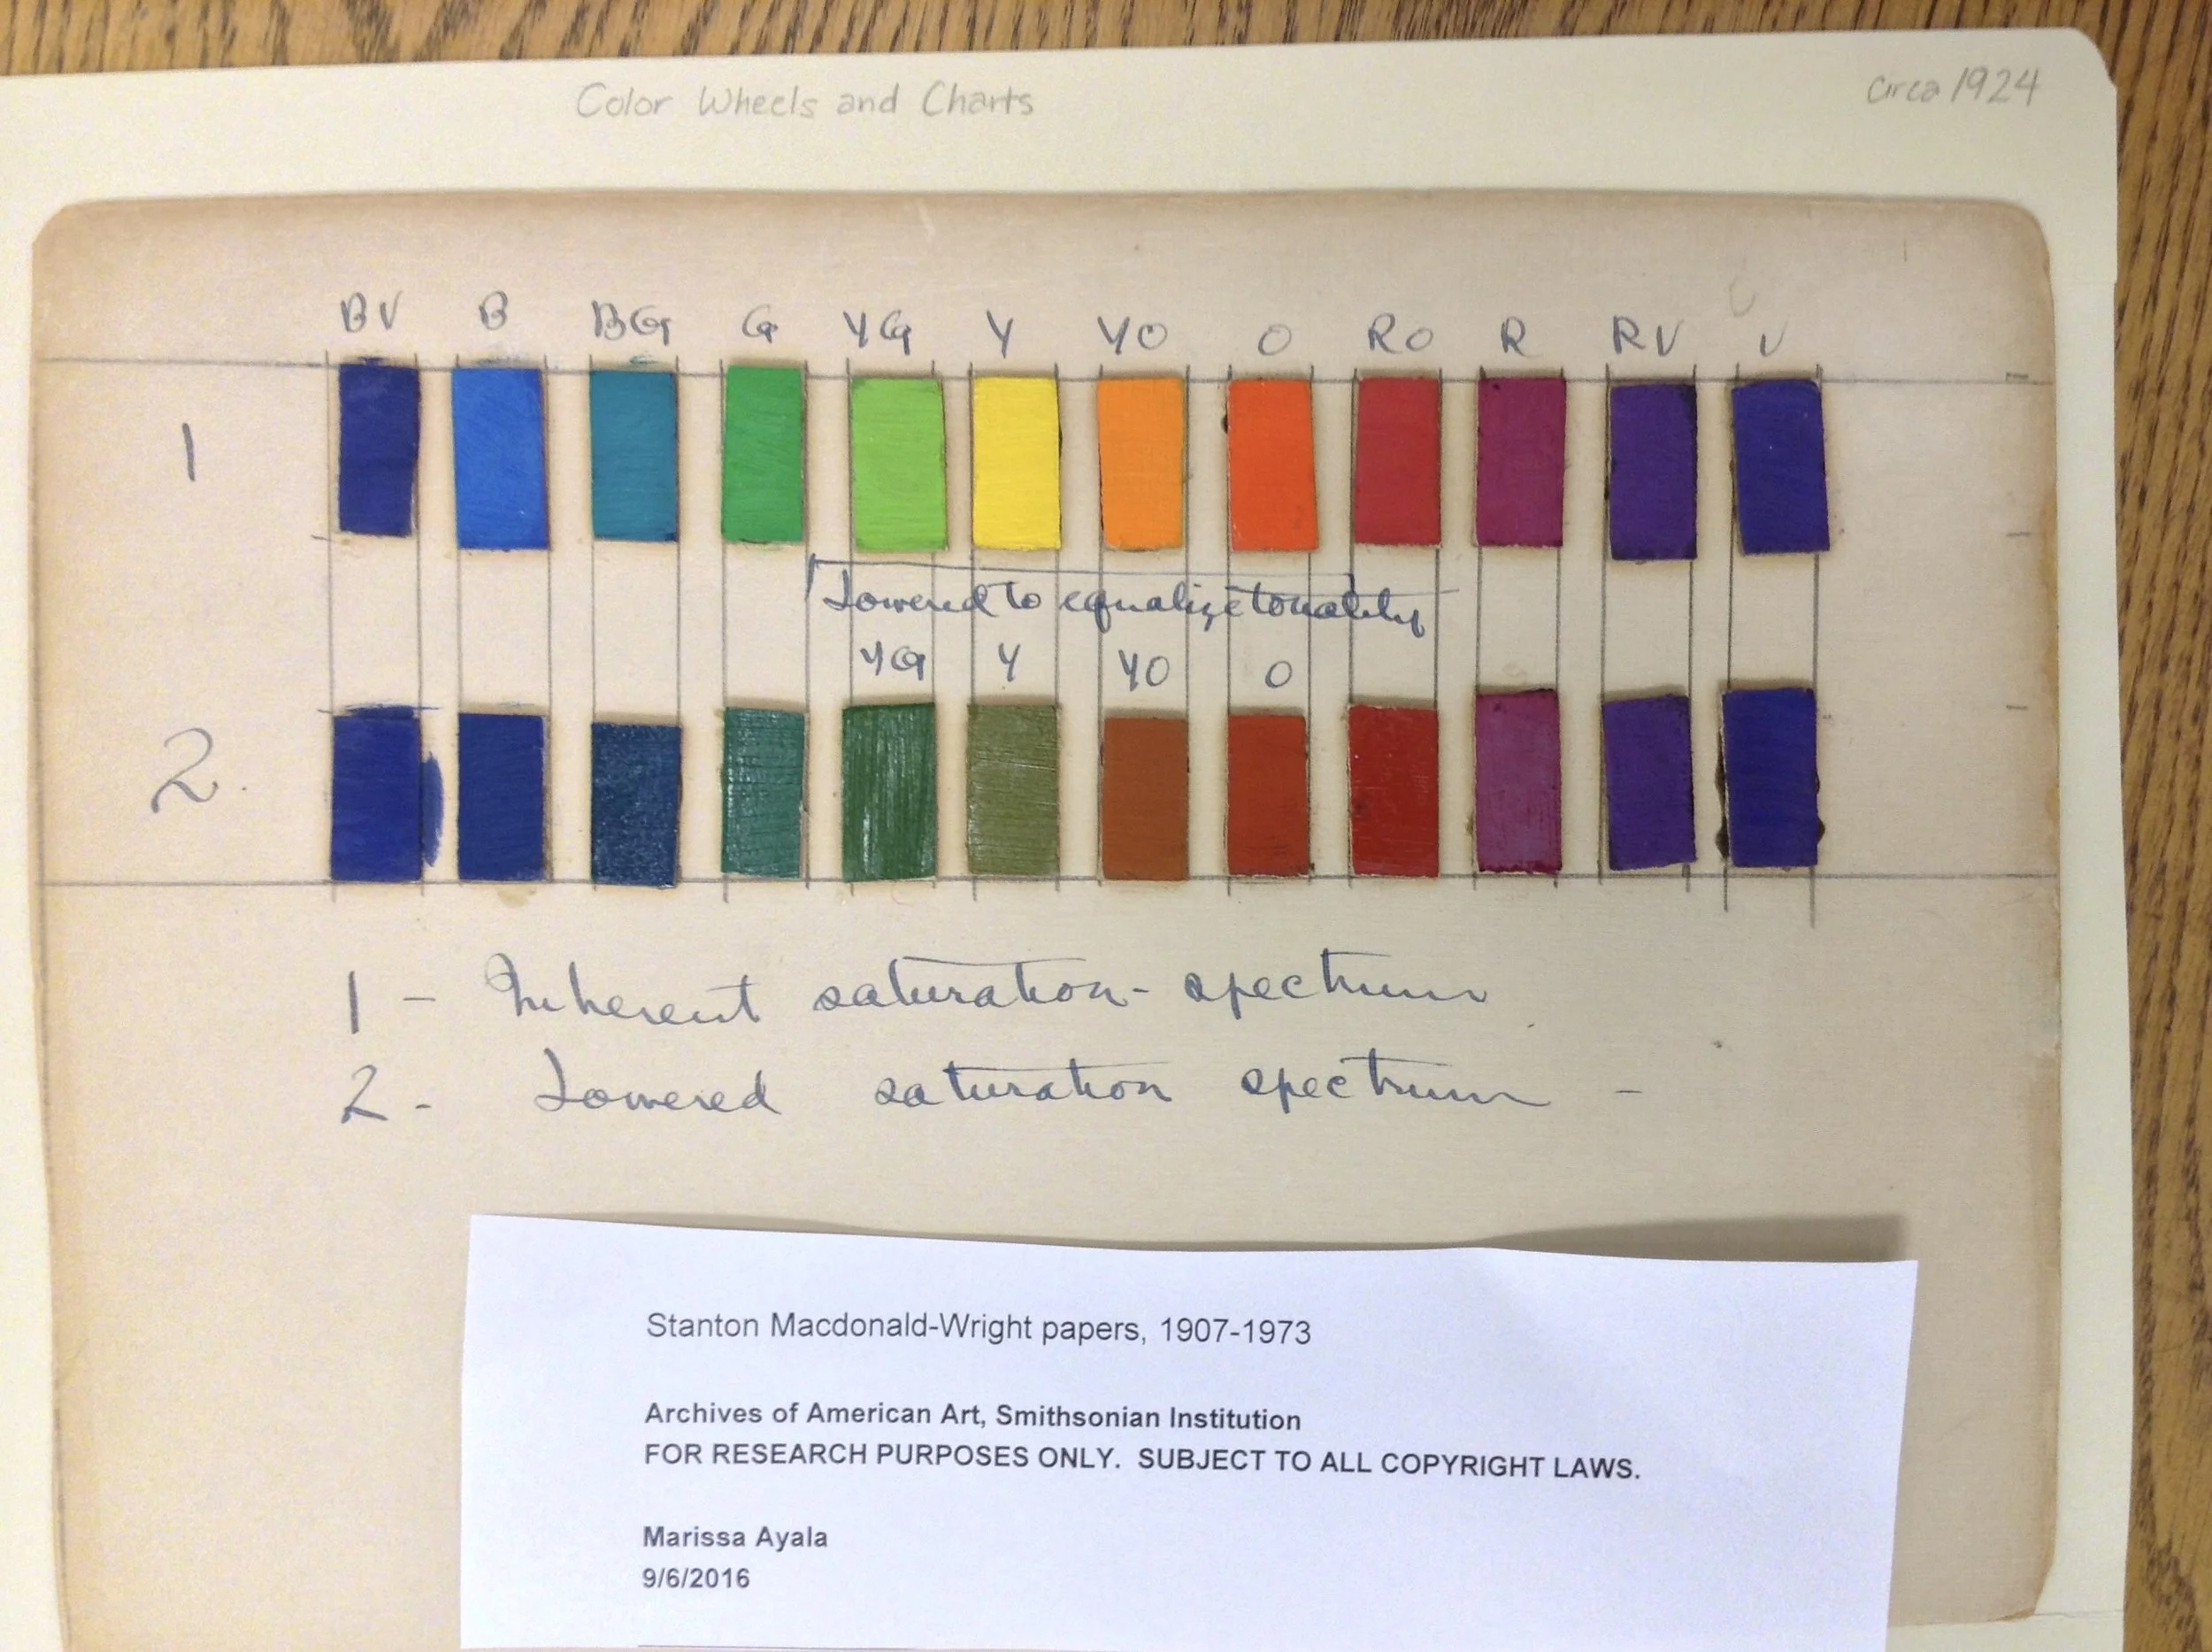 Color Wheels and Charts circa 1924
BV B BG G YG Y YO O RO R RV V
1
Lowered to equalize tonality
YG Y YO O
2.
1 - Inherent saturation - spectrum
2 - Lowered saturation spectrum -
Stanton Macdonald-Wright papers, 1907-1973
Archives of American Art, Smithsonian Institution
FOR RESEARCH PURPOSES ONLY. SUBJECT TO ALL COPYRIGHT LAWS.
Marissa Ayala
9/6/2016